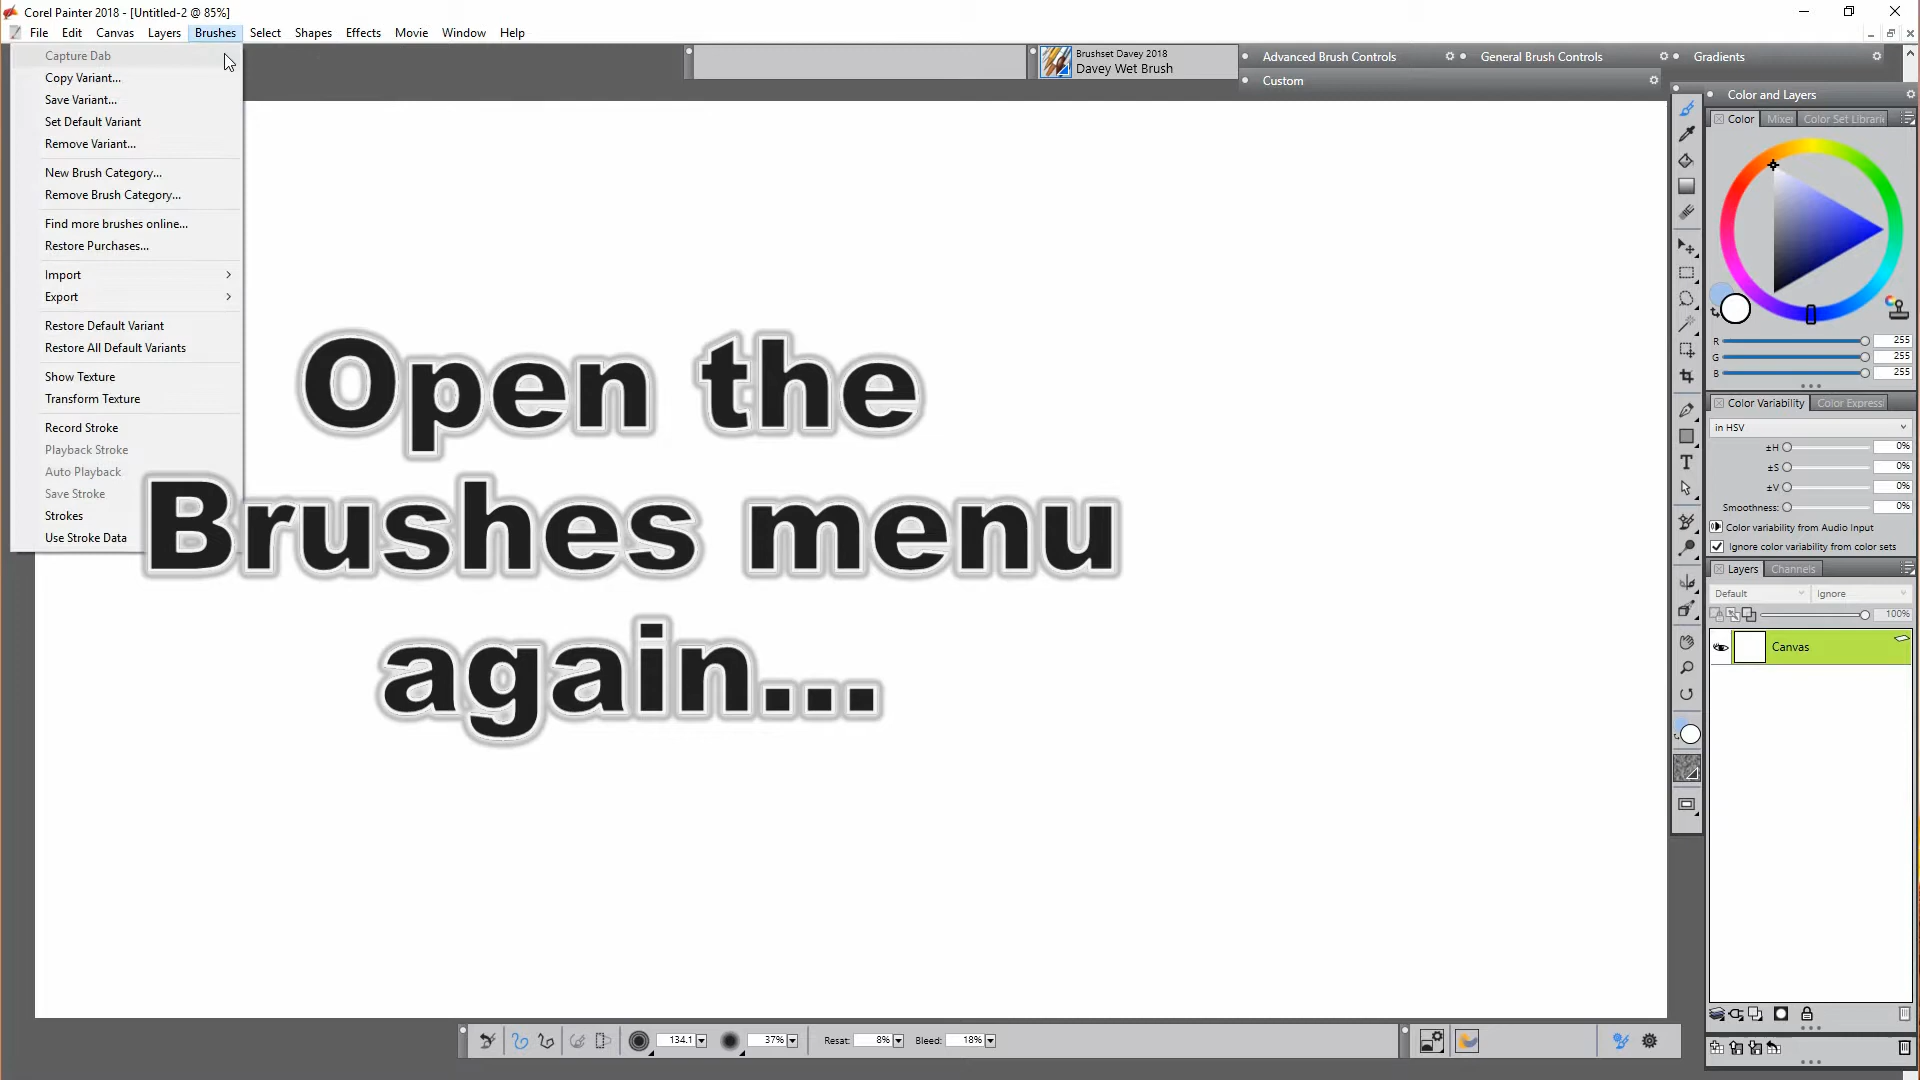 Corel Painter 2018 - [Untitled-2 @ 85%]
File Edit Canvas Layers Brushes Select Shapes Effects Movie Window Help
Capture Dab
Copy Variant...
Save Variant...
Set Default Variant
Remove Variant...
New Brush Category...
Remove Brush Category...
Find more brushes online...
Restore Purchases...
Import
Export
Restore Default Variant
Restore All Default Variants
Show Texture
Transform Texture
Record Stroke
Playback Stroke
Auto Playback
Save Stroke
Strokes
Use Stroke Data
Brushset Davey 2018
Davey Wet Brush
Advanced Brush Controls
General Brush Controls
Gradients
Custom
Open the
Brushes menu
again...
Color and Layers
Color Mixer Color Set Librari
R 255
G 255
B 255
Color Variability Color Express
in HSV
±H 0%
±S 0%
±V 0%
Smoothness: 0%
Color variability from Audio Input
Ignore color variability from color sets
Layers Channels
Default Ignore
100%
Canvas
134.1 37% Resat: 8% Bleed: 18%